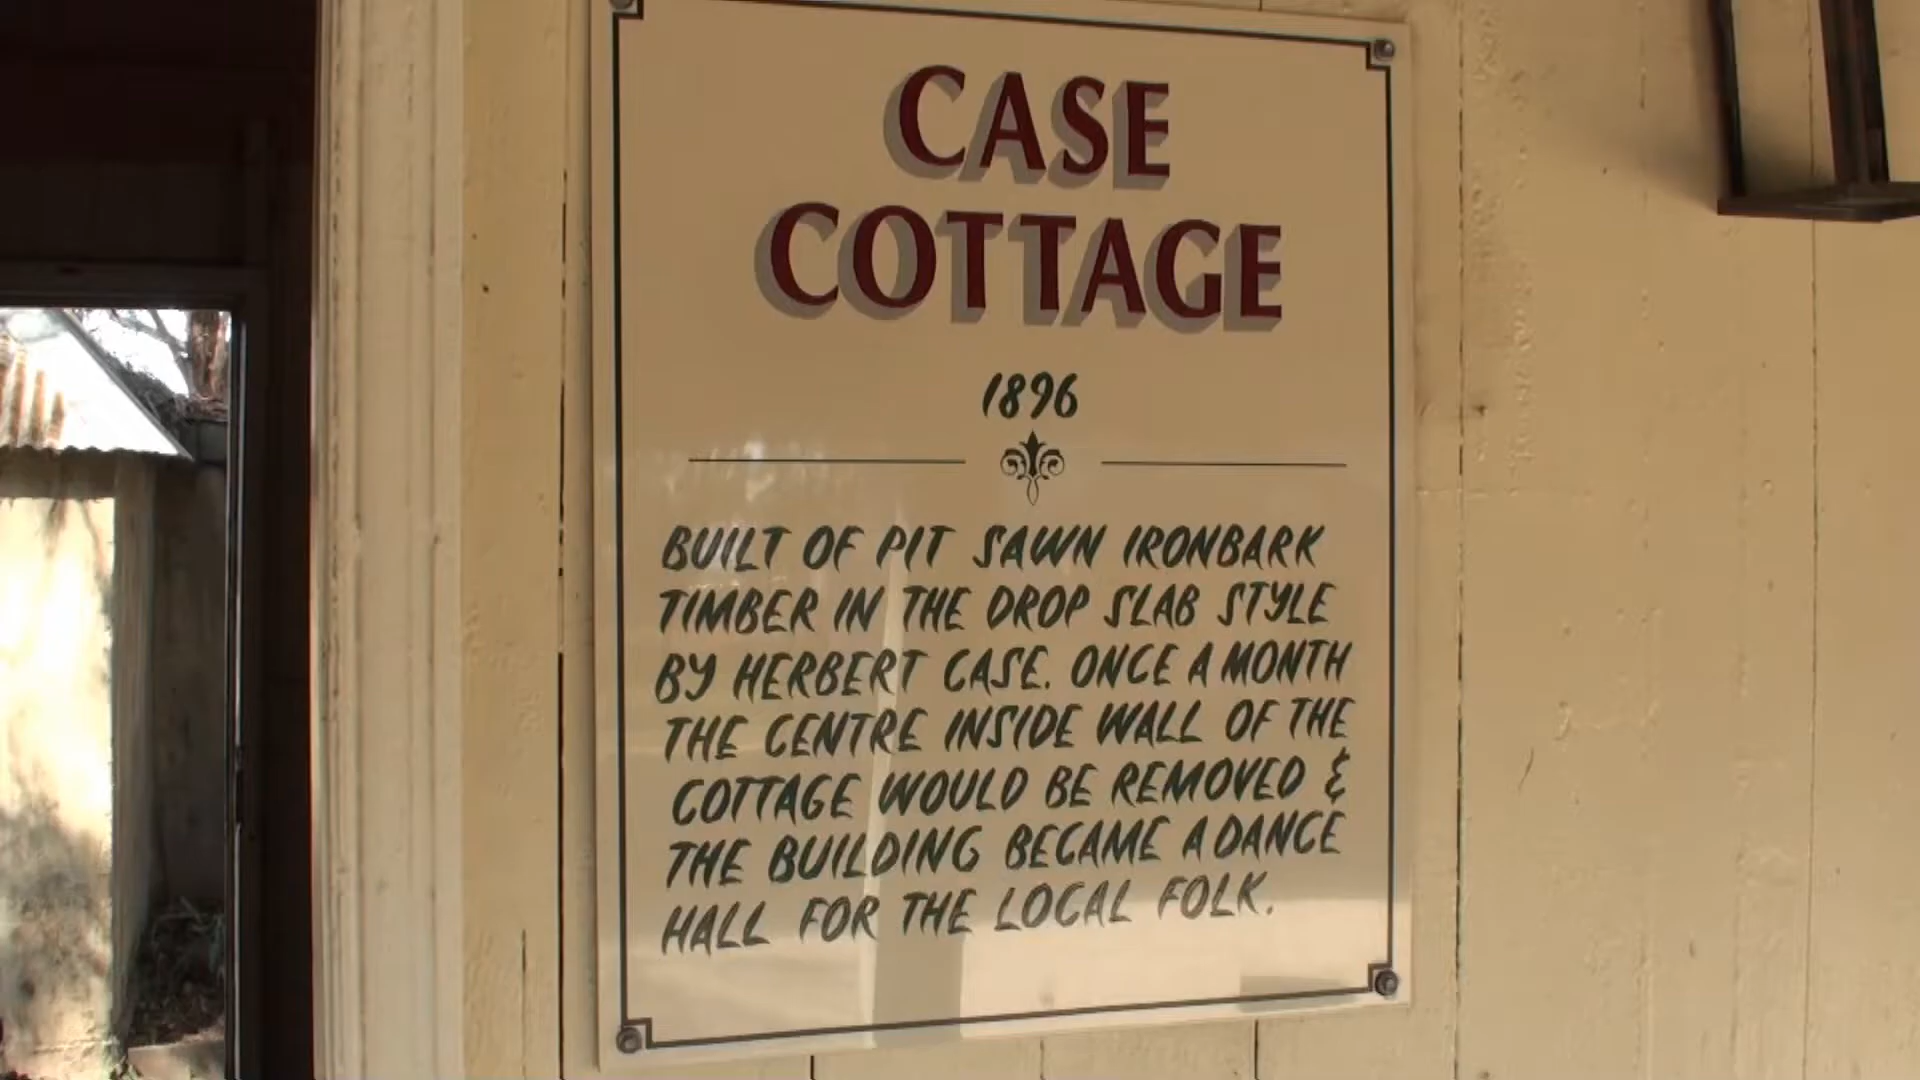 CASE
COTTAGE
1896
BUILT OF PIT SAWN IRONBARK
TIMBER IN THE DROP SLAB STYLE
BY HERBERT CASE. ONCE A MONTH
THE CENTRE INSIDE WALL OF THE
COTTAGE WOULD BE REMOVED &
THE BUILDING BECAME A DANCE
HALL FOR THE LOCAL FOLK.